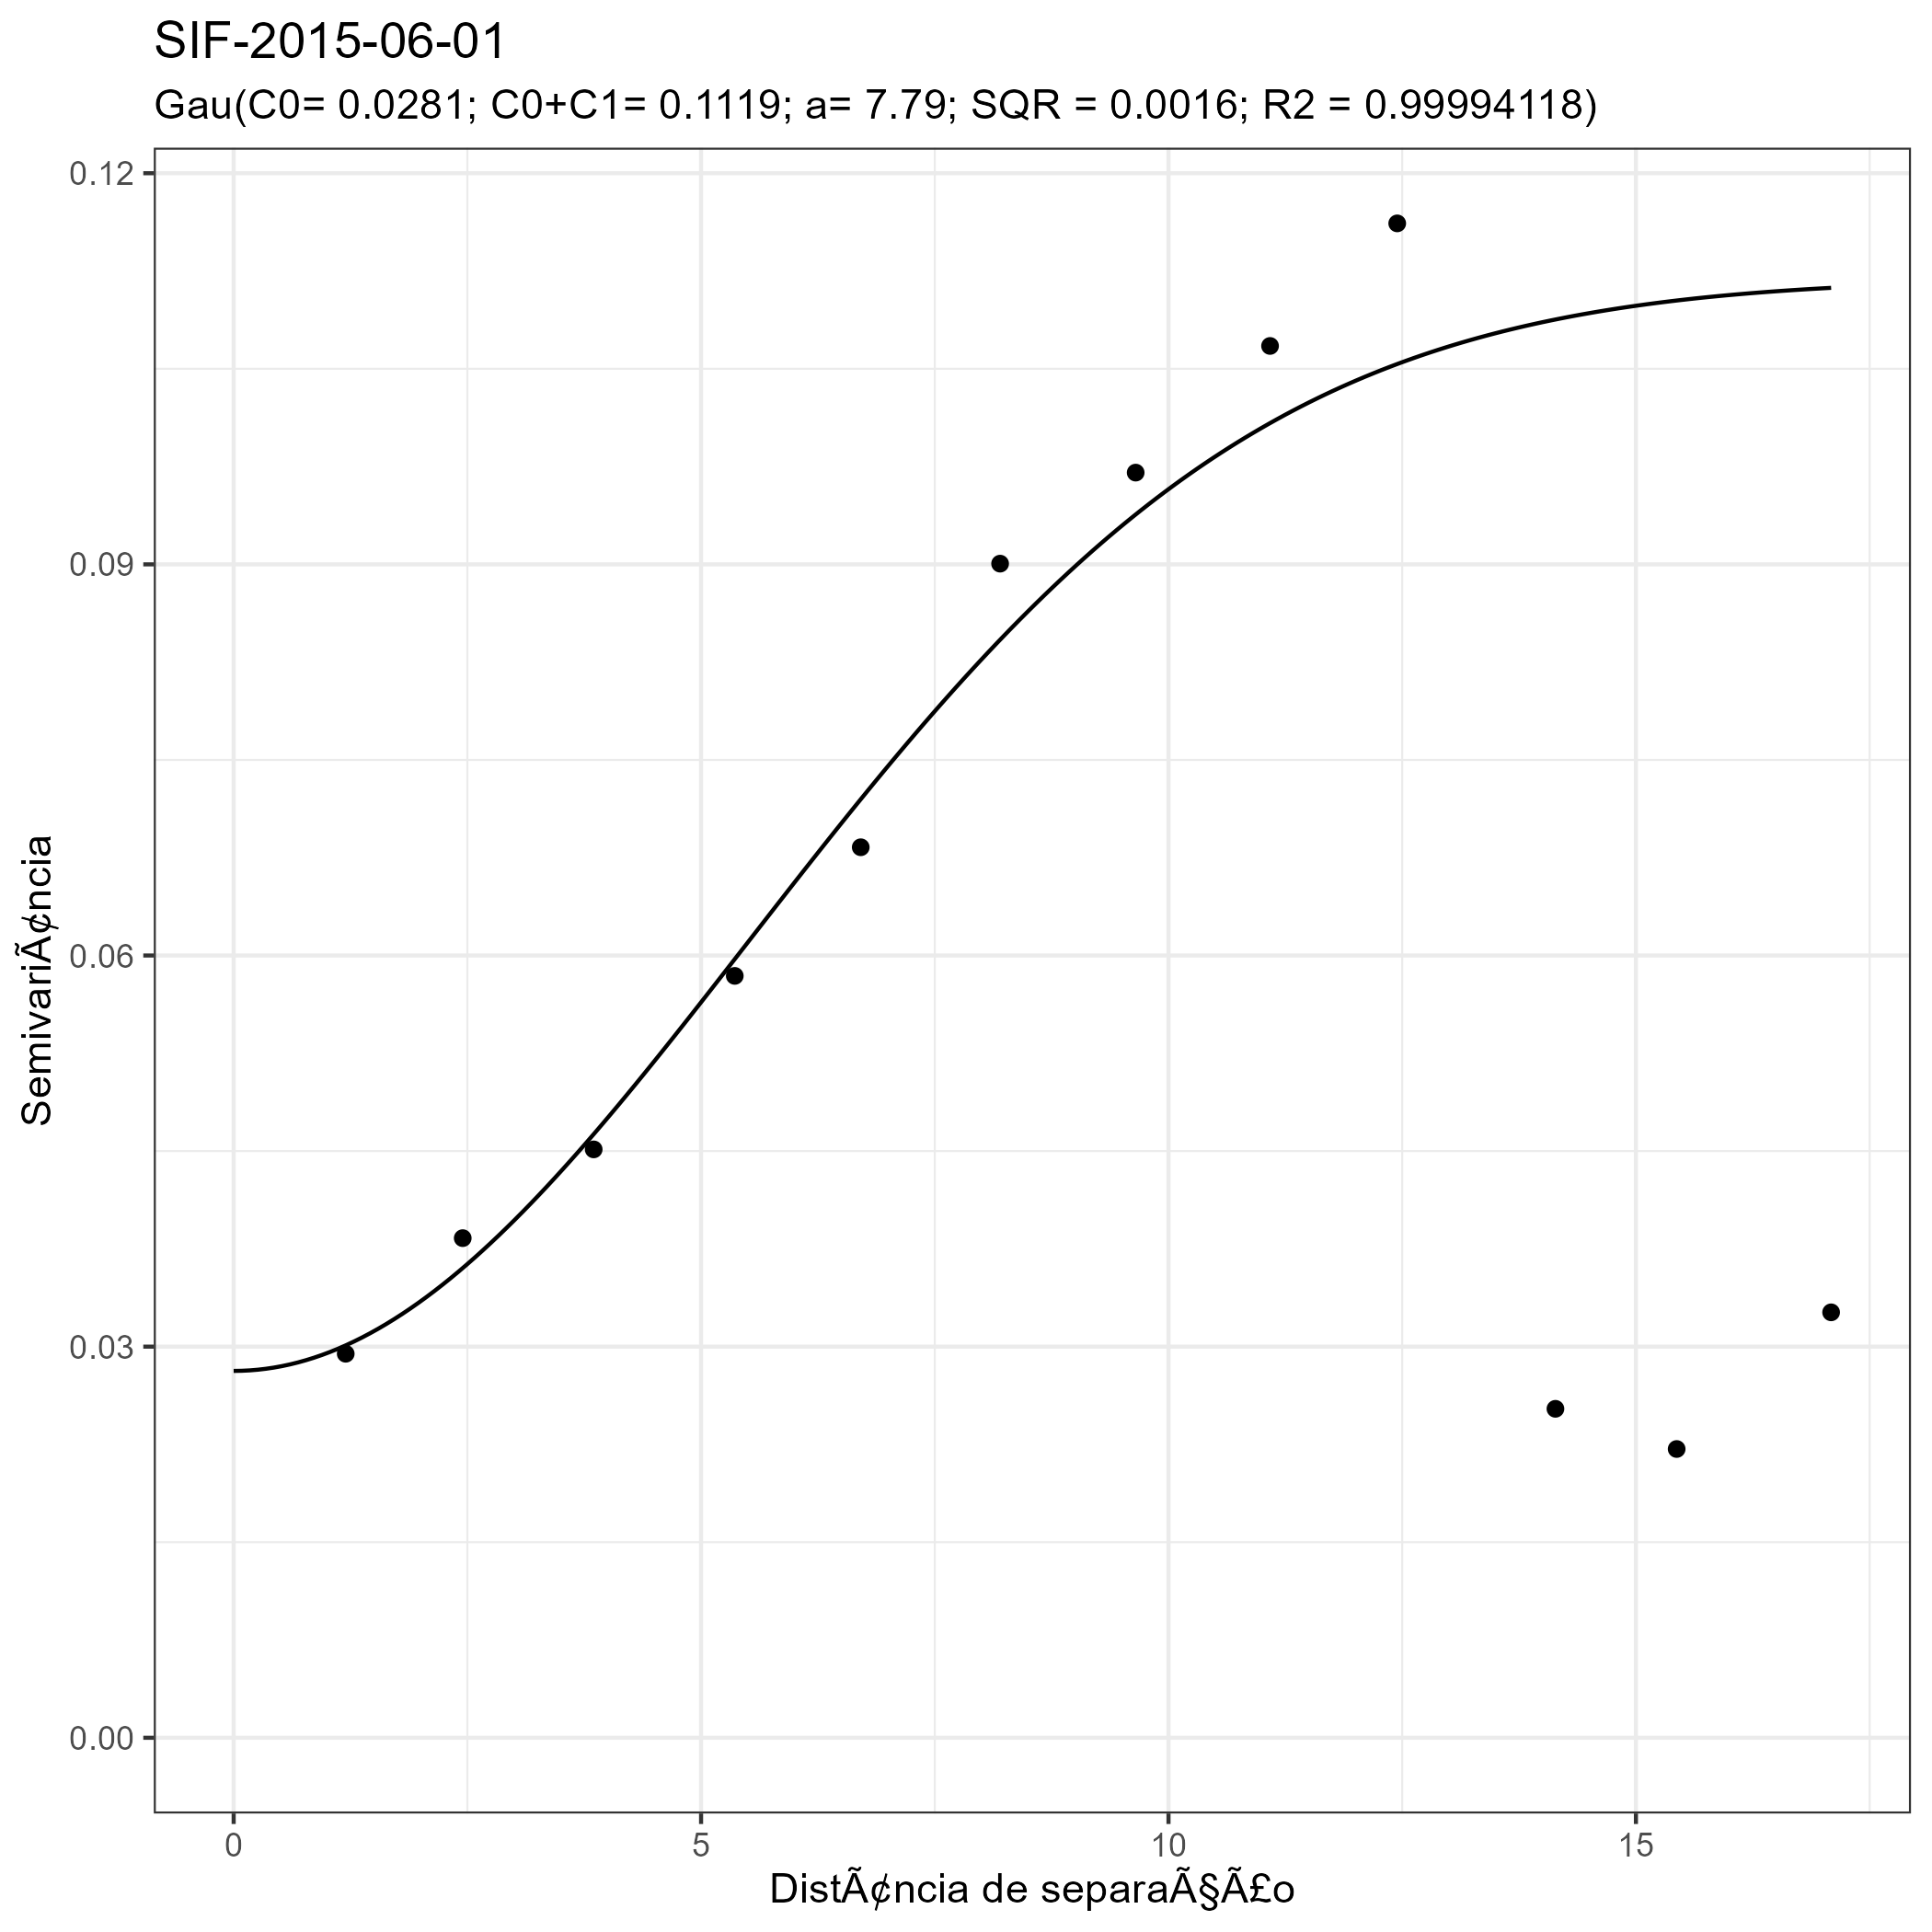 SIF-2015-06-01
Gau(C0= 0.0281; C0+C1= 0.1119; a= 7.79; SQR = 0.0016; R2 = 0.99994118)
0.12
0.09
0.06
0.03
0.00
SemivariÃ¢ncia
0 5 10 15
DistÃ¢ncia de separaÃ§Ã£o